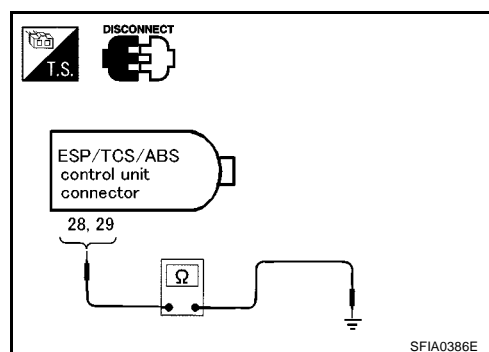 DISCONNECT
T.S.
ESP/TCS/ABS
control unit
connector
28, 29
Ω
SFIA0386E